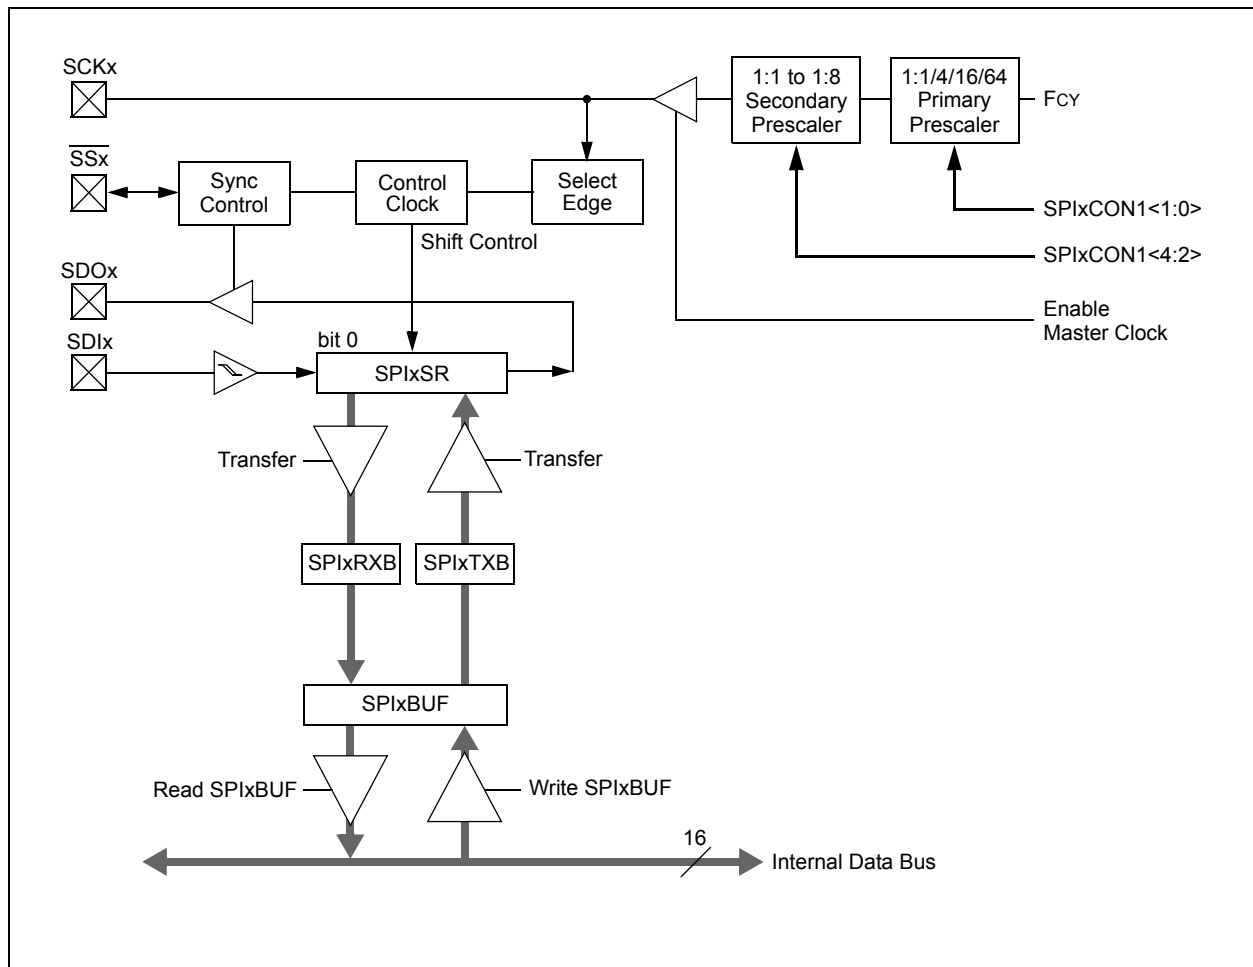 SCKx
1:1 to 1:8
Secondary
Prescaler
1:1/4/16/64
Primary
Prescaler
FCY
SSx
Sync
Control
Control
Clock
Select
Edge
SPIxCON1<1:0>
Shift Control
SPIxCON1<4:2>
SDOx
Enable
Master Clock
SDIx
bit 0
SPIxSR
Transfer
Transfer
SPIxRXB
SPIxTXB
SPIxBUF
Read SPIxBUF
Write SPIxBUF
16
Internal Data Bus